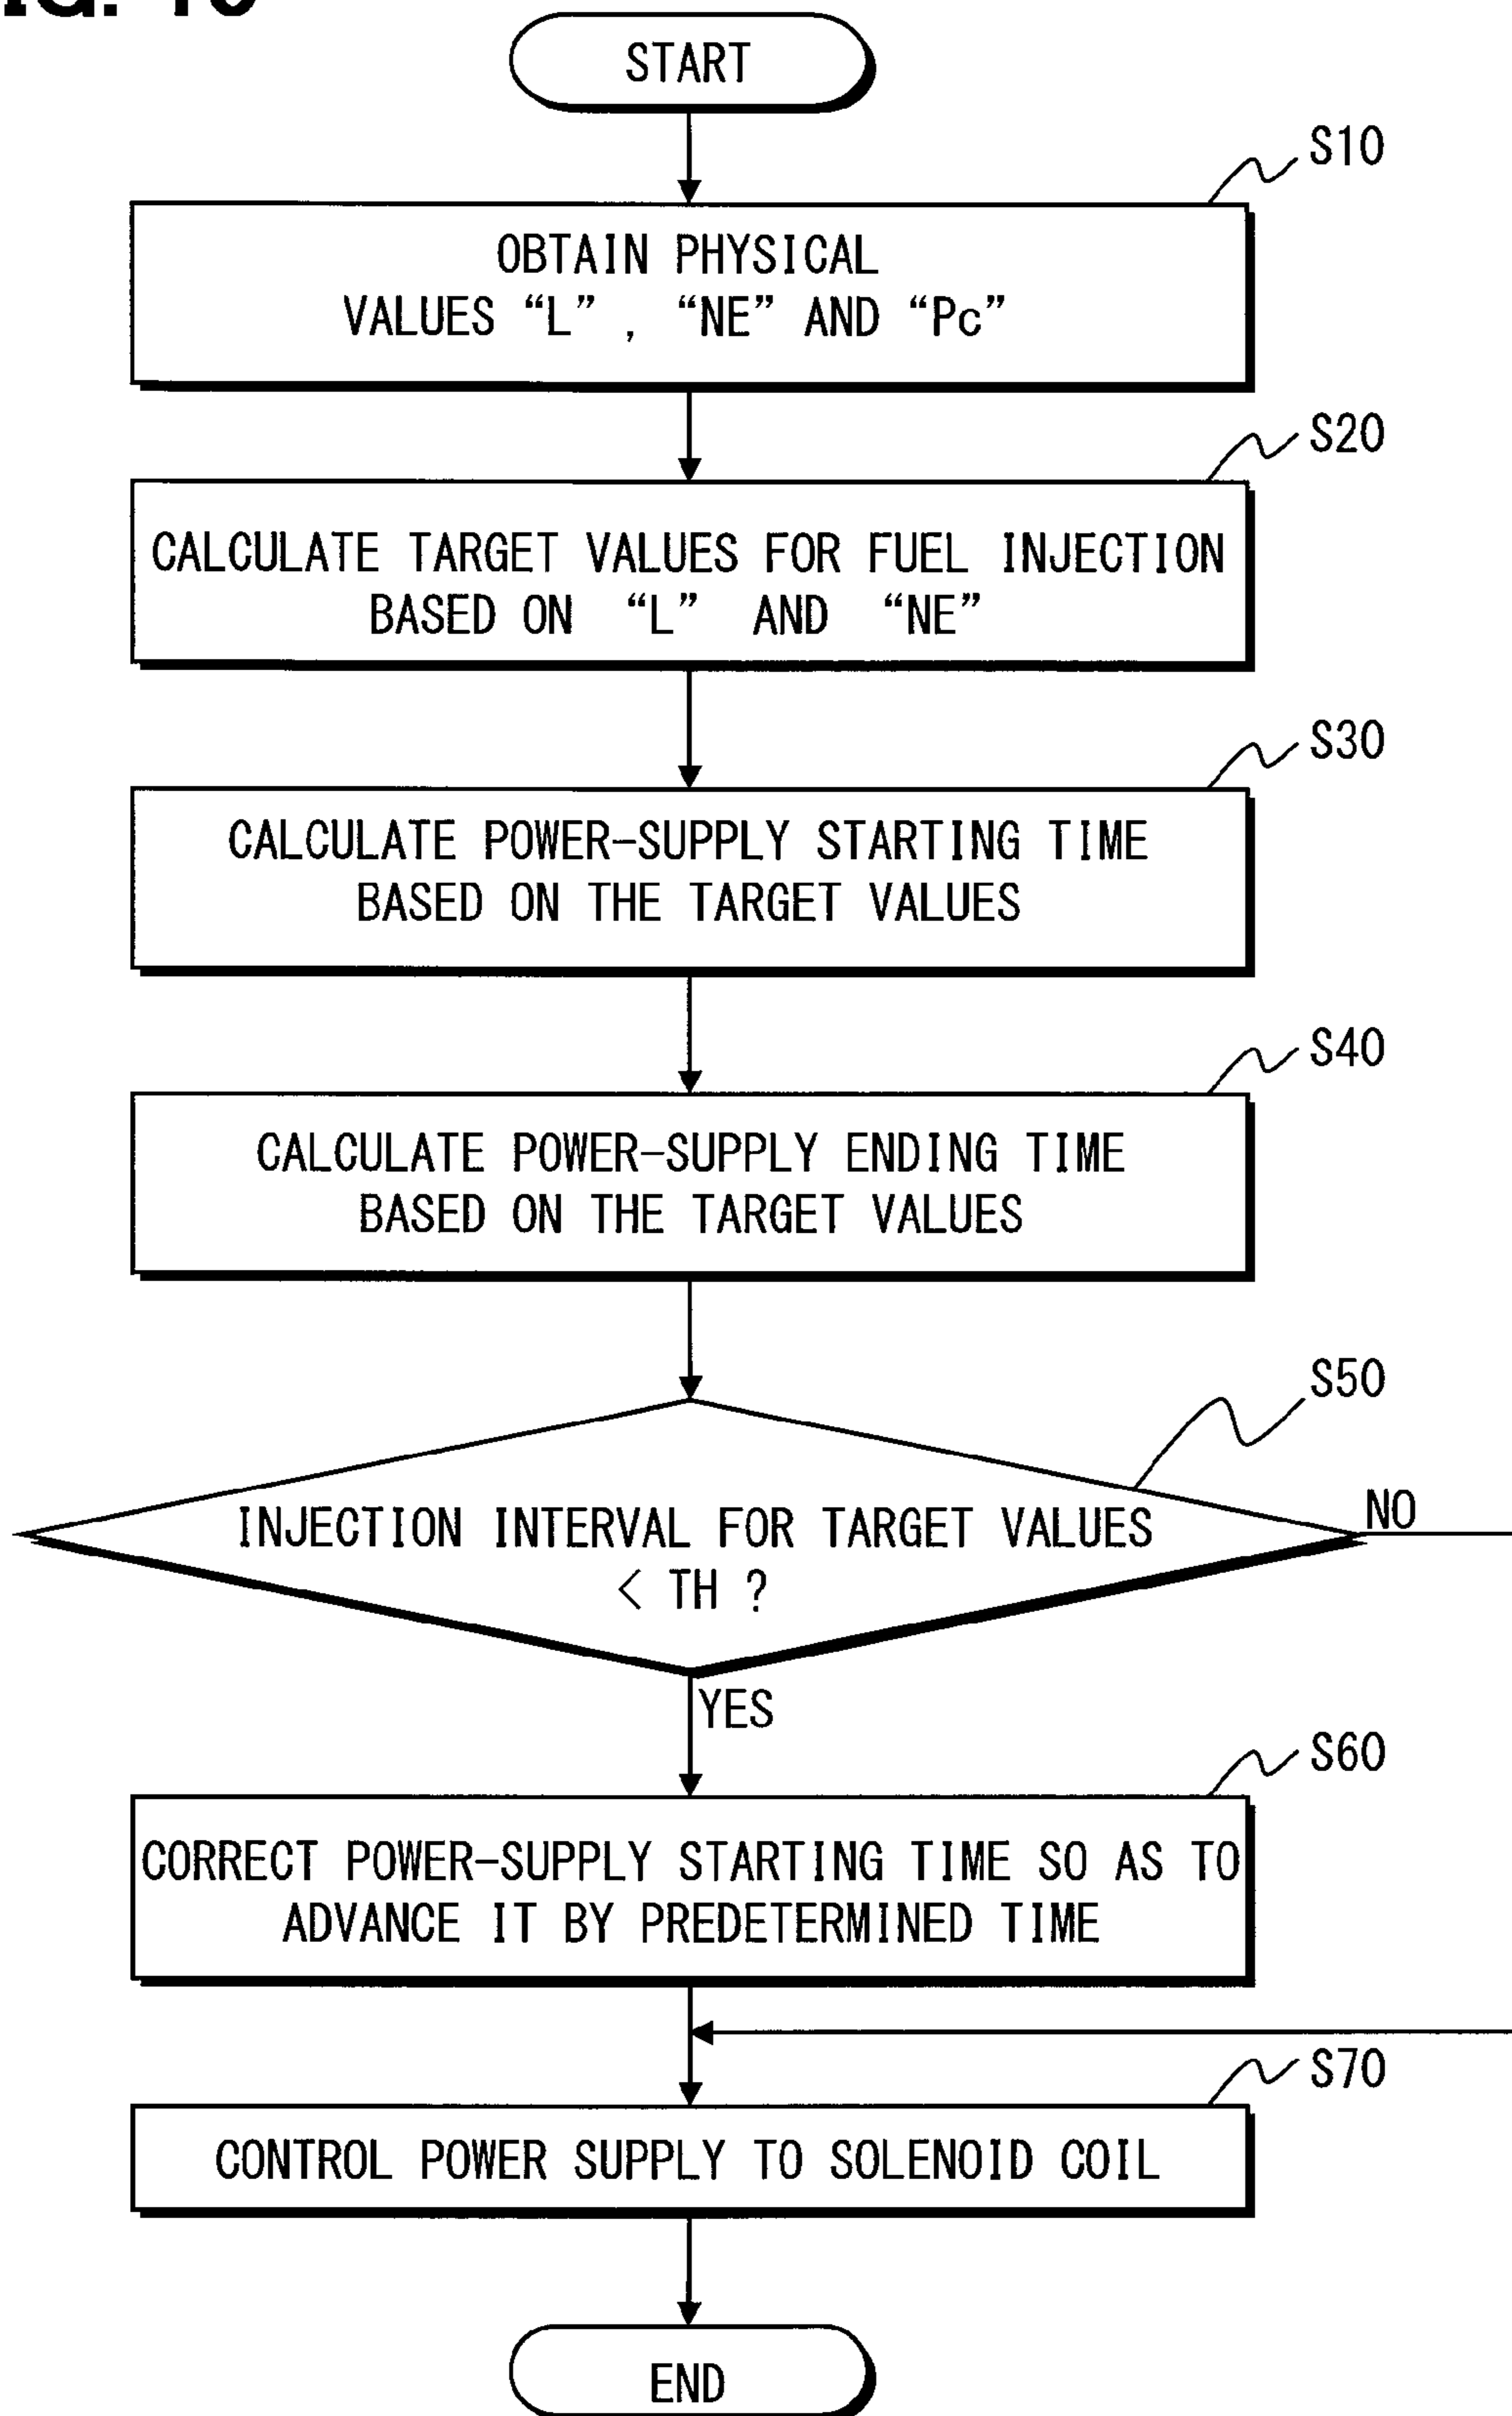 START
S10
OBTAIN PHYSICAL
VALUES “L” , “NE” AND “Pc”
S20
CALCULATE TARGET VALUES FOR FUEL INJECTION
BASED ON “L” AND “NE”
S30
CALCULATE POWER-SUPPLY STARTING TIME
BASED ON THE TARGET VALUES
S40
CALCULATE POWER-SUPPLY ENDING TIME
BASED ON THE TARGET VALUES
S50
INJECTION INTERVAL FOR TARGET VALUES
< TH ?
NO
YES
S60
CORRECT POWER-SUPPLY STARTING TIME SO AS TO
ADVANCE IT BY PREDETERMINED TIME
S70
CONTROL POWER SUPPLY TO SOLENOID COIL
END